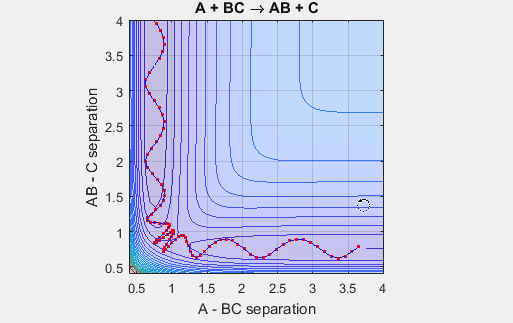 A + BC → AB + C
AB - C separation
4
3.5
3
2.5
2
1.5
1
0.5
0.5 1 1.5 2 2.5 3 3.5 4
A - BC separation